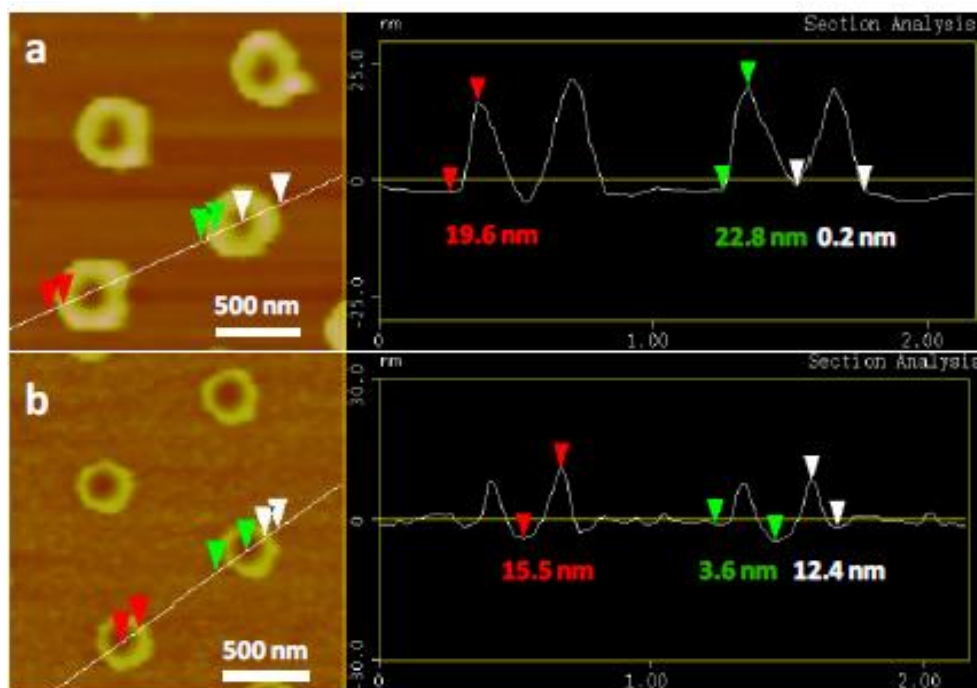 a
500 nm
nm
Section Analysis
25.0
0
-25.0
19.6 nm
22.8 nm
0.2 nm
0
1.00
2.00
b
500 nm
nm
Section Analysis
30.0
0
-30.0
15.5 nm
3.6 nm
12.4 nm
0
1.00
2.00